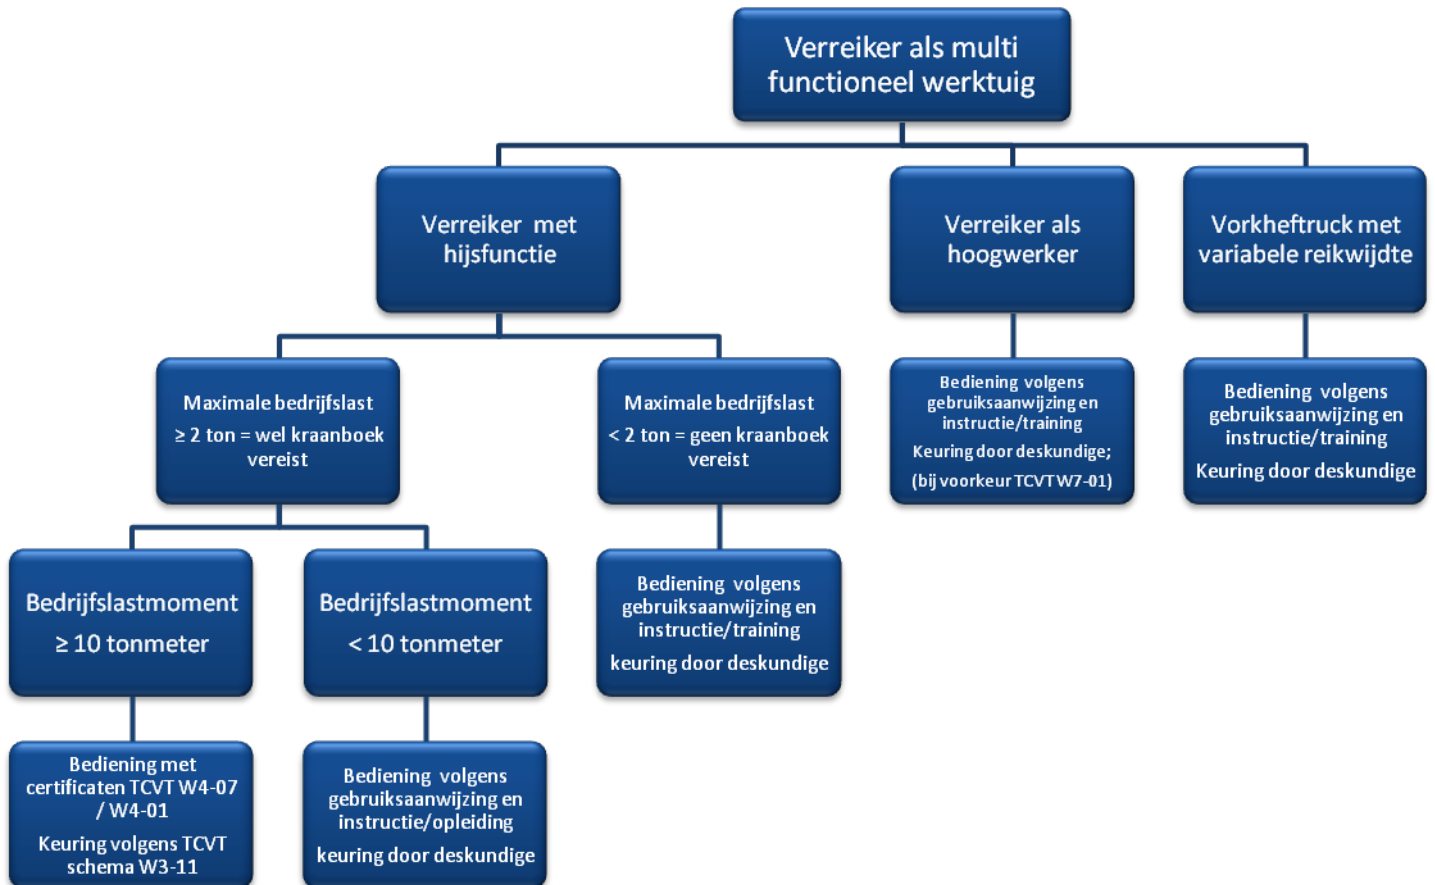 Verreiker als multi
functioneel werktuig
Verreiker met
hijsfunctie
Verreiker als
hoogwerker
Vorkheftruck met
variabele reikwijdte
Maximale bedrijfslast
≥ 2 ton = wel kraanboek
vereist
Maximale bedrijfslast
< 2 ton = geen kraanboek
vereist
Bediening volgens
gebruiksaanwijzing en
instructie/training
Keuring door deskundige;
(bij voorkeur TCVT W7-01)
Bediening volgens
gebruiksaanwijzing en
instructie/training
Keuring door deskundige
Bedrijfslastmoment
≥ 10 tonmeter
Bedrijfslastmoment
< 10 tonmeter
Bediening volgens
gebruiksaanwijzing en
instructie/training
keuring door deskundige
Bediening met
certificaten TCVT W4-07
/ W4-01
Keuring volgens TCVT
schema W3-11
Bediening volgens
gebruiksaanwijzing en
instructie/opleiding
keuring door deskundige